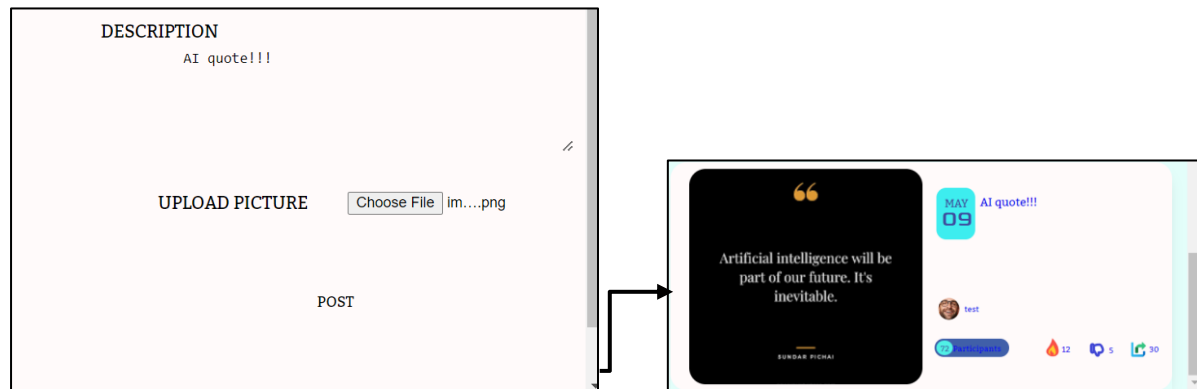 DESCRIPTION
AI quote!!!
UPLOAD PICTURE Choose File im....png
POST
“
Artificial intelligence will be
part of our future. It's
inevitable.
SUNDAR PICHAI
MAY
09
AI quote!!!
test
72 Participants
12
5
30